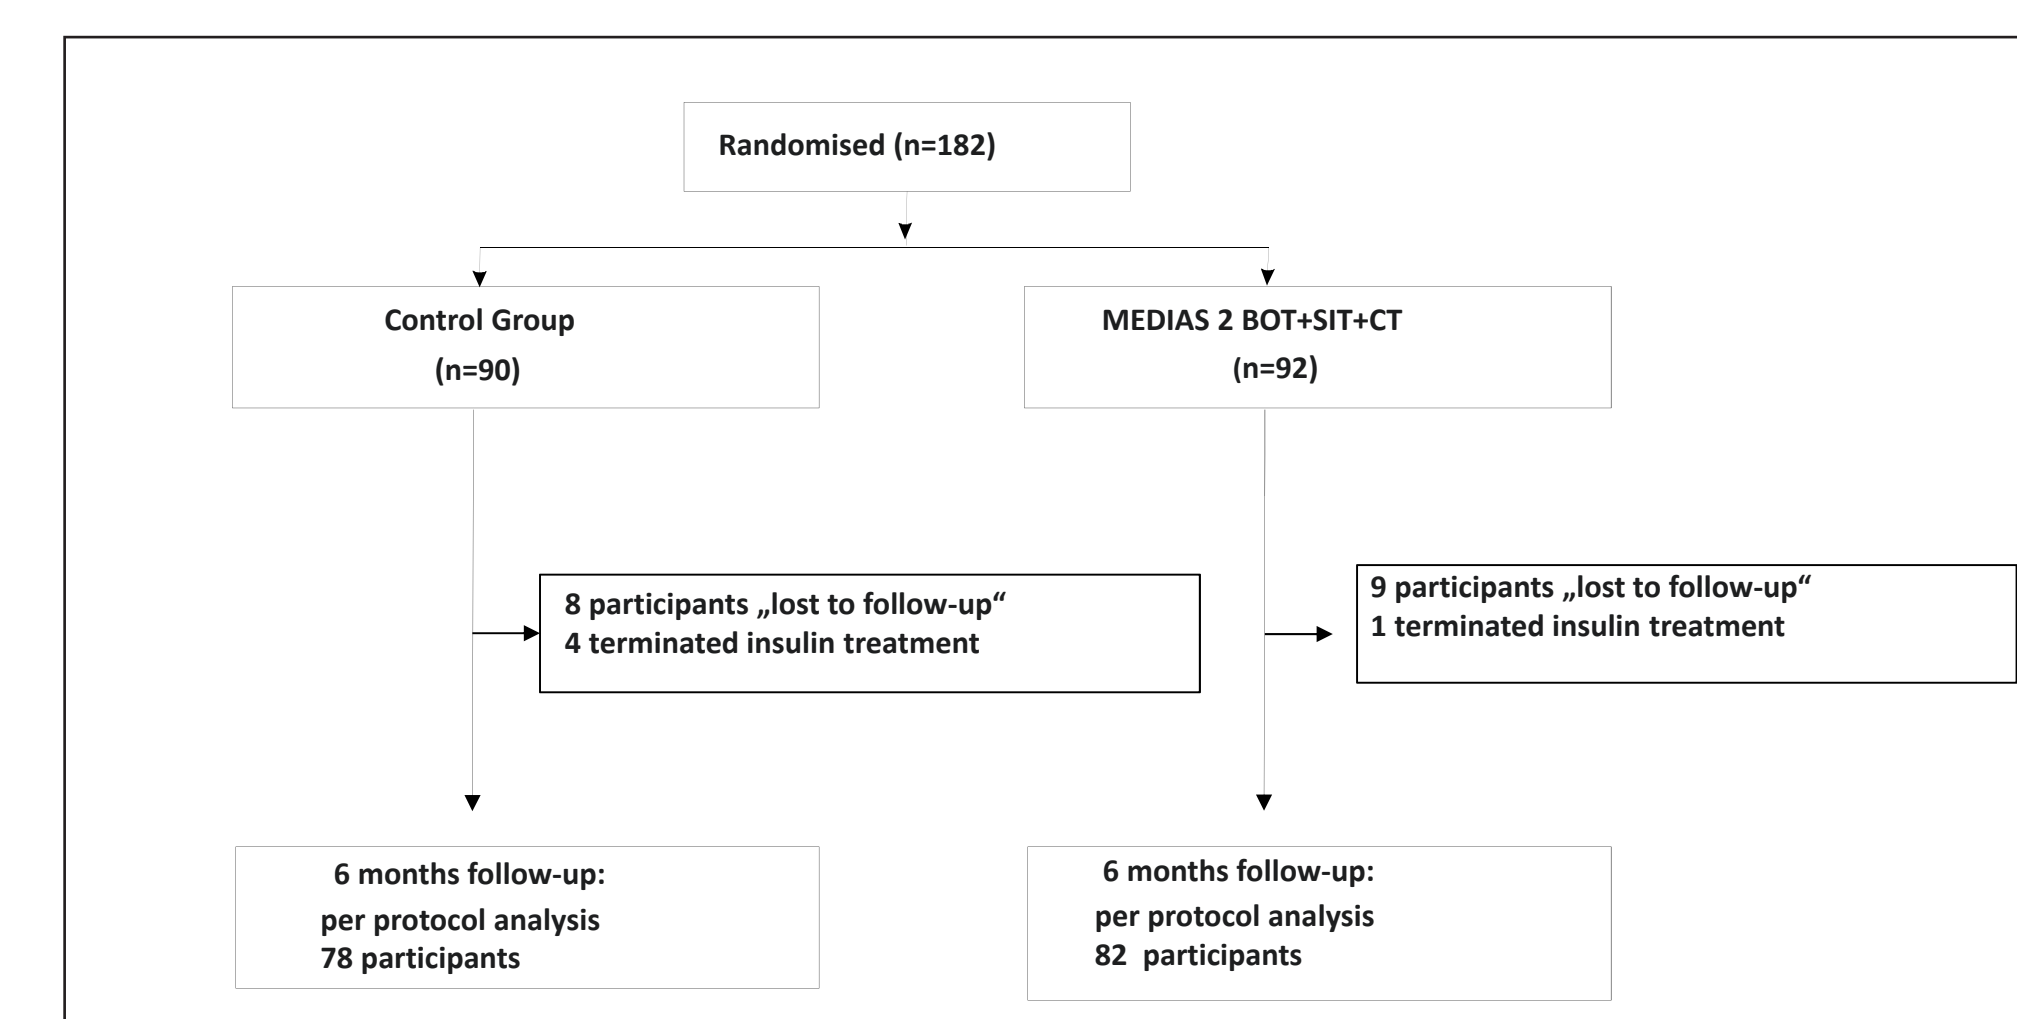 Randomised (n=182)
Control Group
(n=90)
MEDIAS 2 BOT+SIT+CT
(n=92)
8 participants „lost to follow-up“
4 terminated insulin treatment
9 participants „lost to follow-up“
1 terminated insulin treatment
6 months follow-up:
per protocol analysis
78 participants
6 months follow-up:
per protocol analysis
82 participants